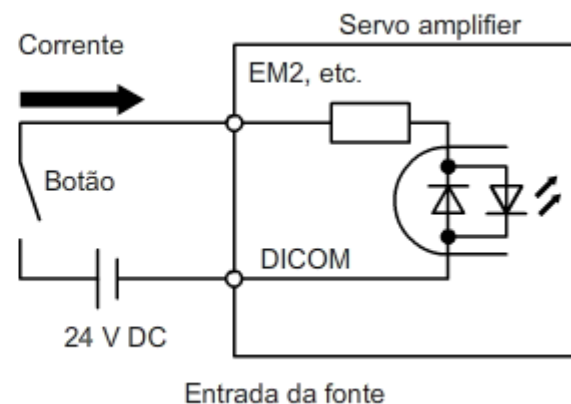 Servo amplifier
Corrente
EM2, etc.
Botão
DICOM
24 V DC
Entrada da fonte